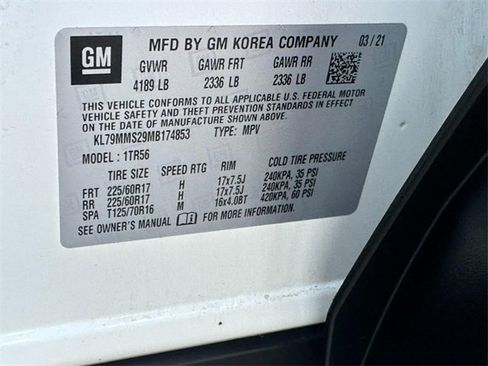 GM MFD BY GM KOREA COMPANY 03/21
GVWR GAWR FRT GAWR RR
4189 LB 2336 LB 2336 LB
THIS VEHICLE CONFORMS TO ALL APPLICABLE U.S. FEDERAL MOTOR
VEHICLE SAFETY AND THEFT PREVENTION STANDARDS IN EFFECT
ON THE DATE OF MANUFACTURE SHOWN ABOVE.
KL79MMS29MB174853 TYPE: MPV
MODEL: 1TR56
TIRE SIZE SPEED RTG RIM COLD TIRE PRESSURE
FRT 225/60R17 H 17x7.5J 240KPA, 35 PSI
RR 225/60R17 H 17x7.5J 240KPA, 35 PSI
SPA T125/70R16 M 16x4.0BT 420KPA, 60 PSI
SEE OWNER'S MANUAL FOR MORE INFORMATION.